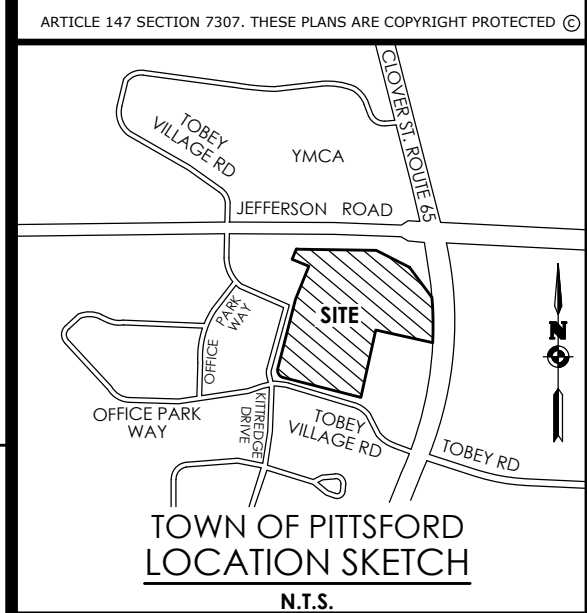 ARTICLE 147 SECTION 7307. THESE PLANS ARE COPYRIGHT PROTECTED ©
CLOVER ST. ROUTE 65
TOBEY
VILLAGE RD
YMCA
JEFFERSON ROAD
SITE
OFFICE PARK
WAY
N
OFFICE PARK
WAY
KITTREDGE
DRIVE
TOBEY
VILLAGE RD
TOBEY RD
TOWN OF PITTSFORD
LOCATION SKETCH
N.T.S.